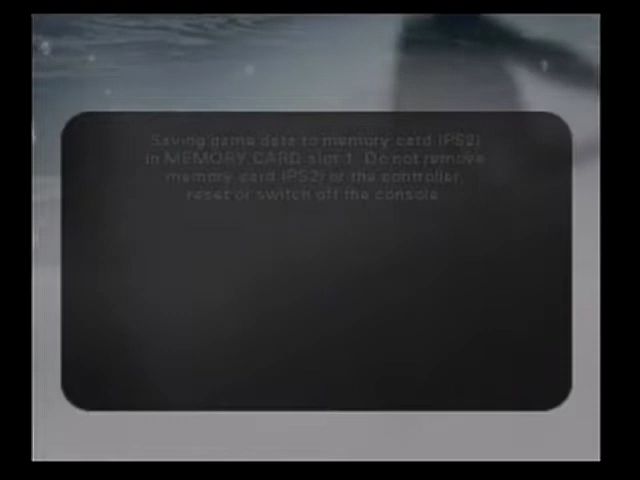 Saving game data to memory card (PS2)
in MEMORY CARD slot 1. Do not remove
memory card (PS2) or the controller,
reset or switch off the console.